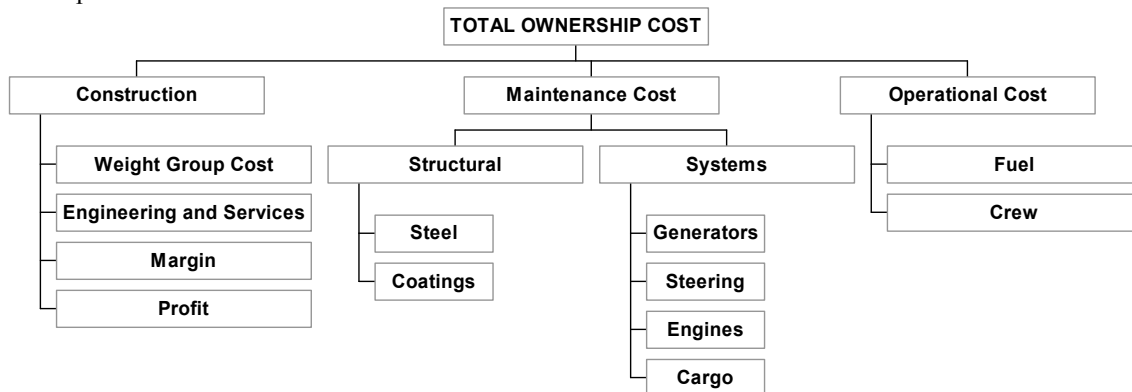 TOTAL OWNERSHIP COST
Construction
Maintenance Cost
Operational Cost
Weight Group Cost
Engineering and Services
Margin
Profit
Structural
Steel
Coatings
Systems
Generators
Steering
Engines
Cargo
Fuel
Crew